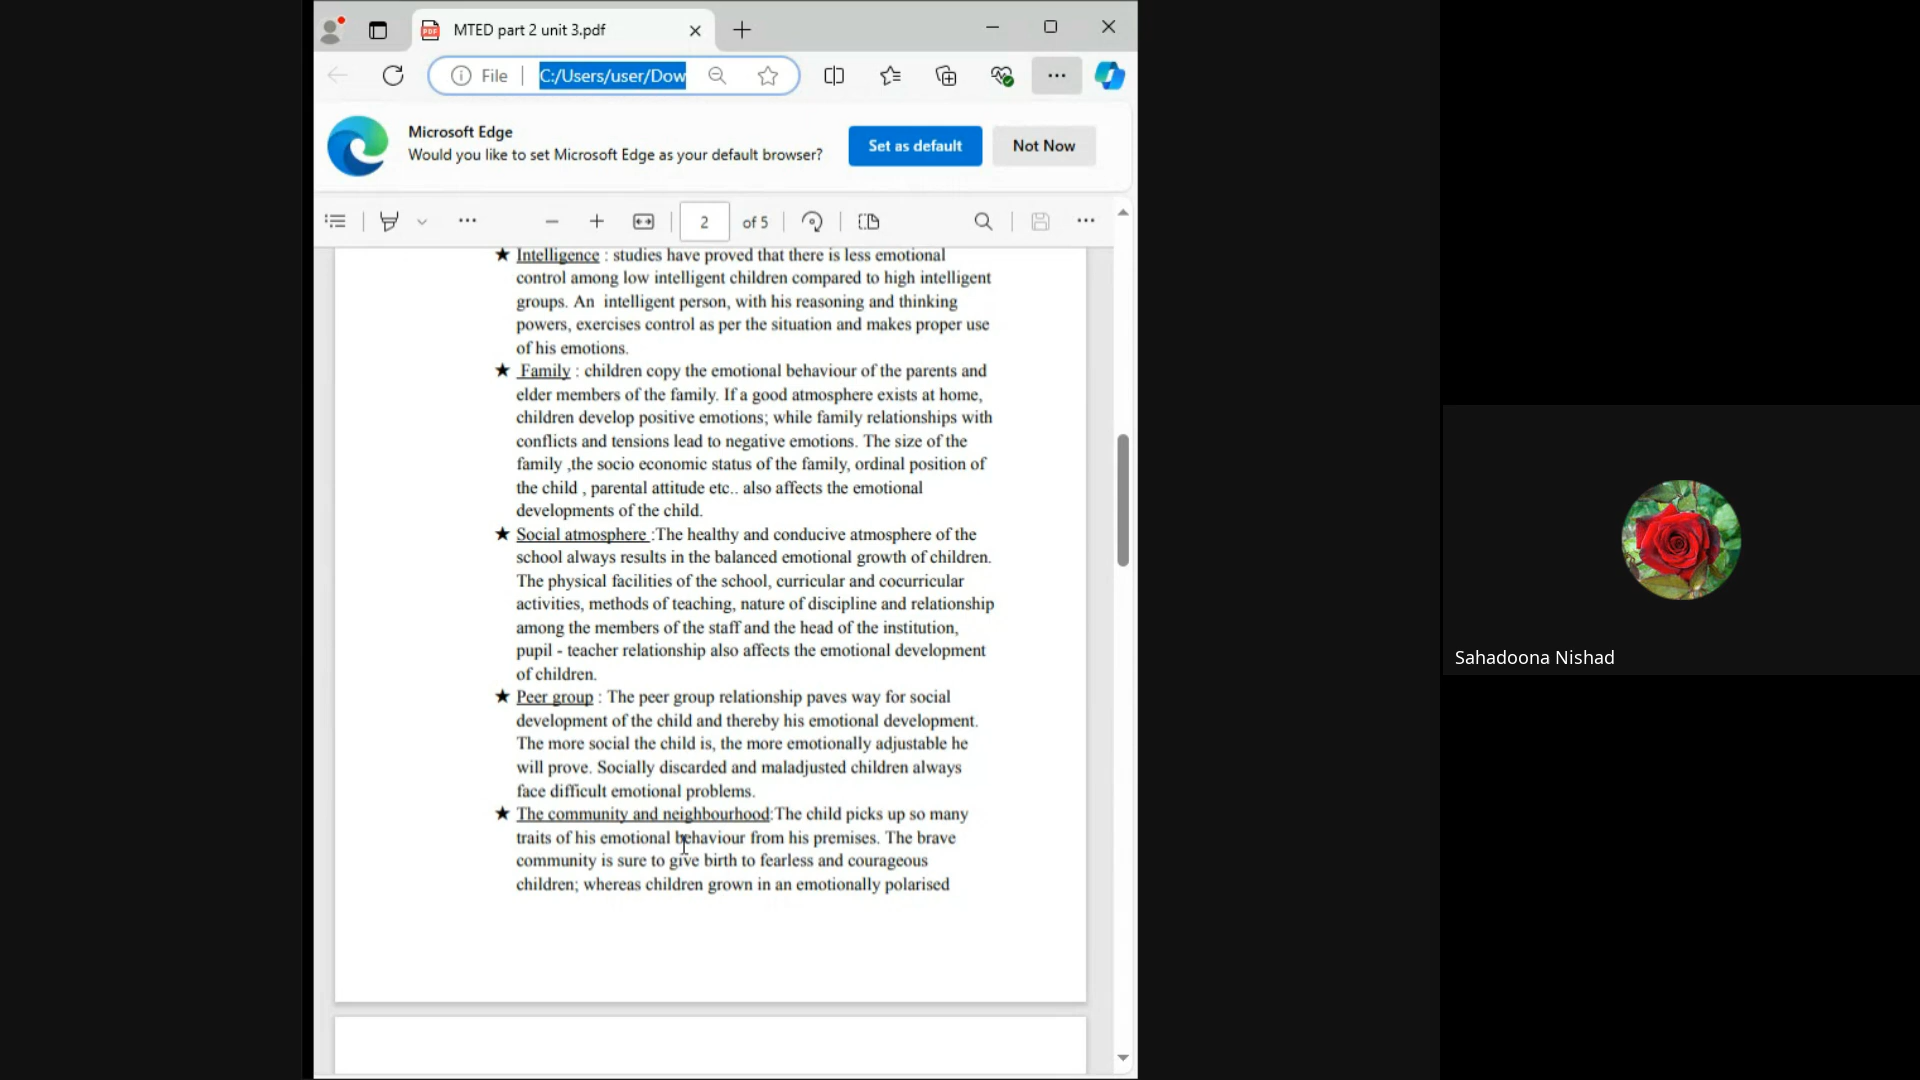 MTED part 2 unit 3.pdf
File
C:/Users/user/Dow
Microsoft Edge
Would you like to set Microsoft Edge as your default browser?
Set as default
Not Now
2 of 5
★ Intelligence : studies have proved that there is less emotional
control among low intelligent children compared to high intelligent
groups. An intelligent person, with his reasoning and thinking
powers, exercises control as per the situation and makes proper use
of his emotions.
★ Family : children copy the emotional behaviour of the parents and
elder members of the family. If a good atmosphere exists at home,
children develop positive emotions; while family relationships with
conflicts and tensions lead to negative emotions. The size of the
family ,the socio economic status of the family, ordinal position of
the child , parental attitude etc.. also affects the emotional
developments of the child.
★ Social atmosphere :The healthy and conducive atmosphere of the
school always results in the balanced emotional growth of children.
The physical facilities of the school, curricular and cocurricular
activities, methods of teaching, nature of discipline and relationship
among the members of the staff and the head of the institution,
pupil - teacher relationship also affects the emotional development
of children.
★ Peer group : The peer group relationship paves way for social
development of the child and thereby his emotional development.
The more social the child is, the more emotionally adjustable he
will prove. Socially discarded and maladjusted children always
face difficult emotional problems.
★ The community and neighbourhood:The child picks up so many
traits of his emotional behaviour from his premises. The brave
community is sure to give birth to fearless and courageous
children; whereas children grown in an emotionally polarised
Sahadoona Nishad